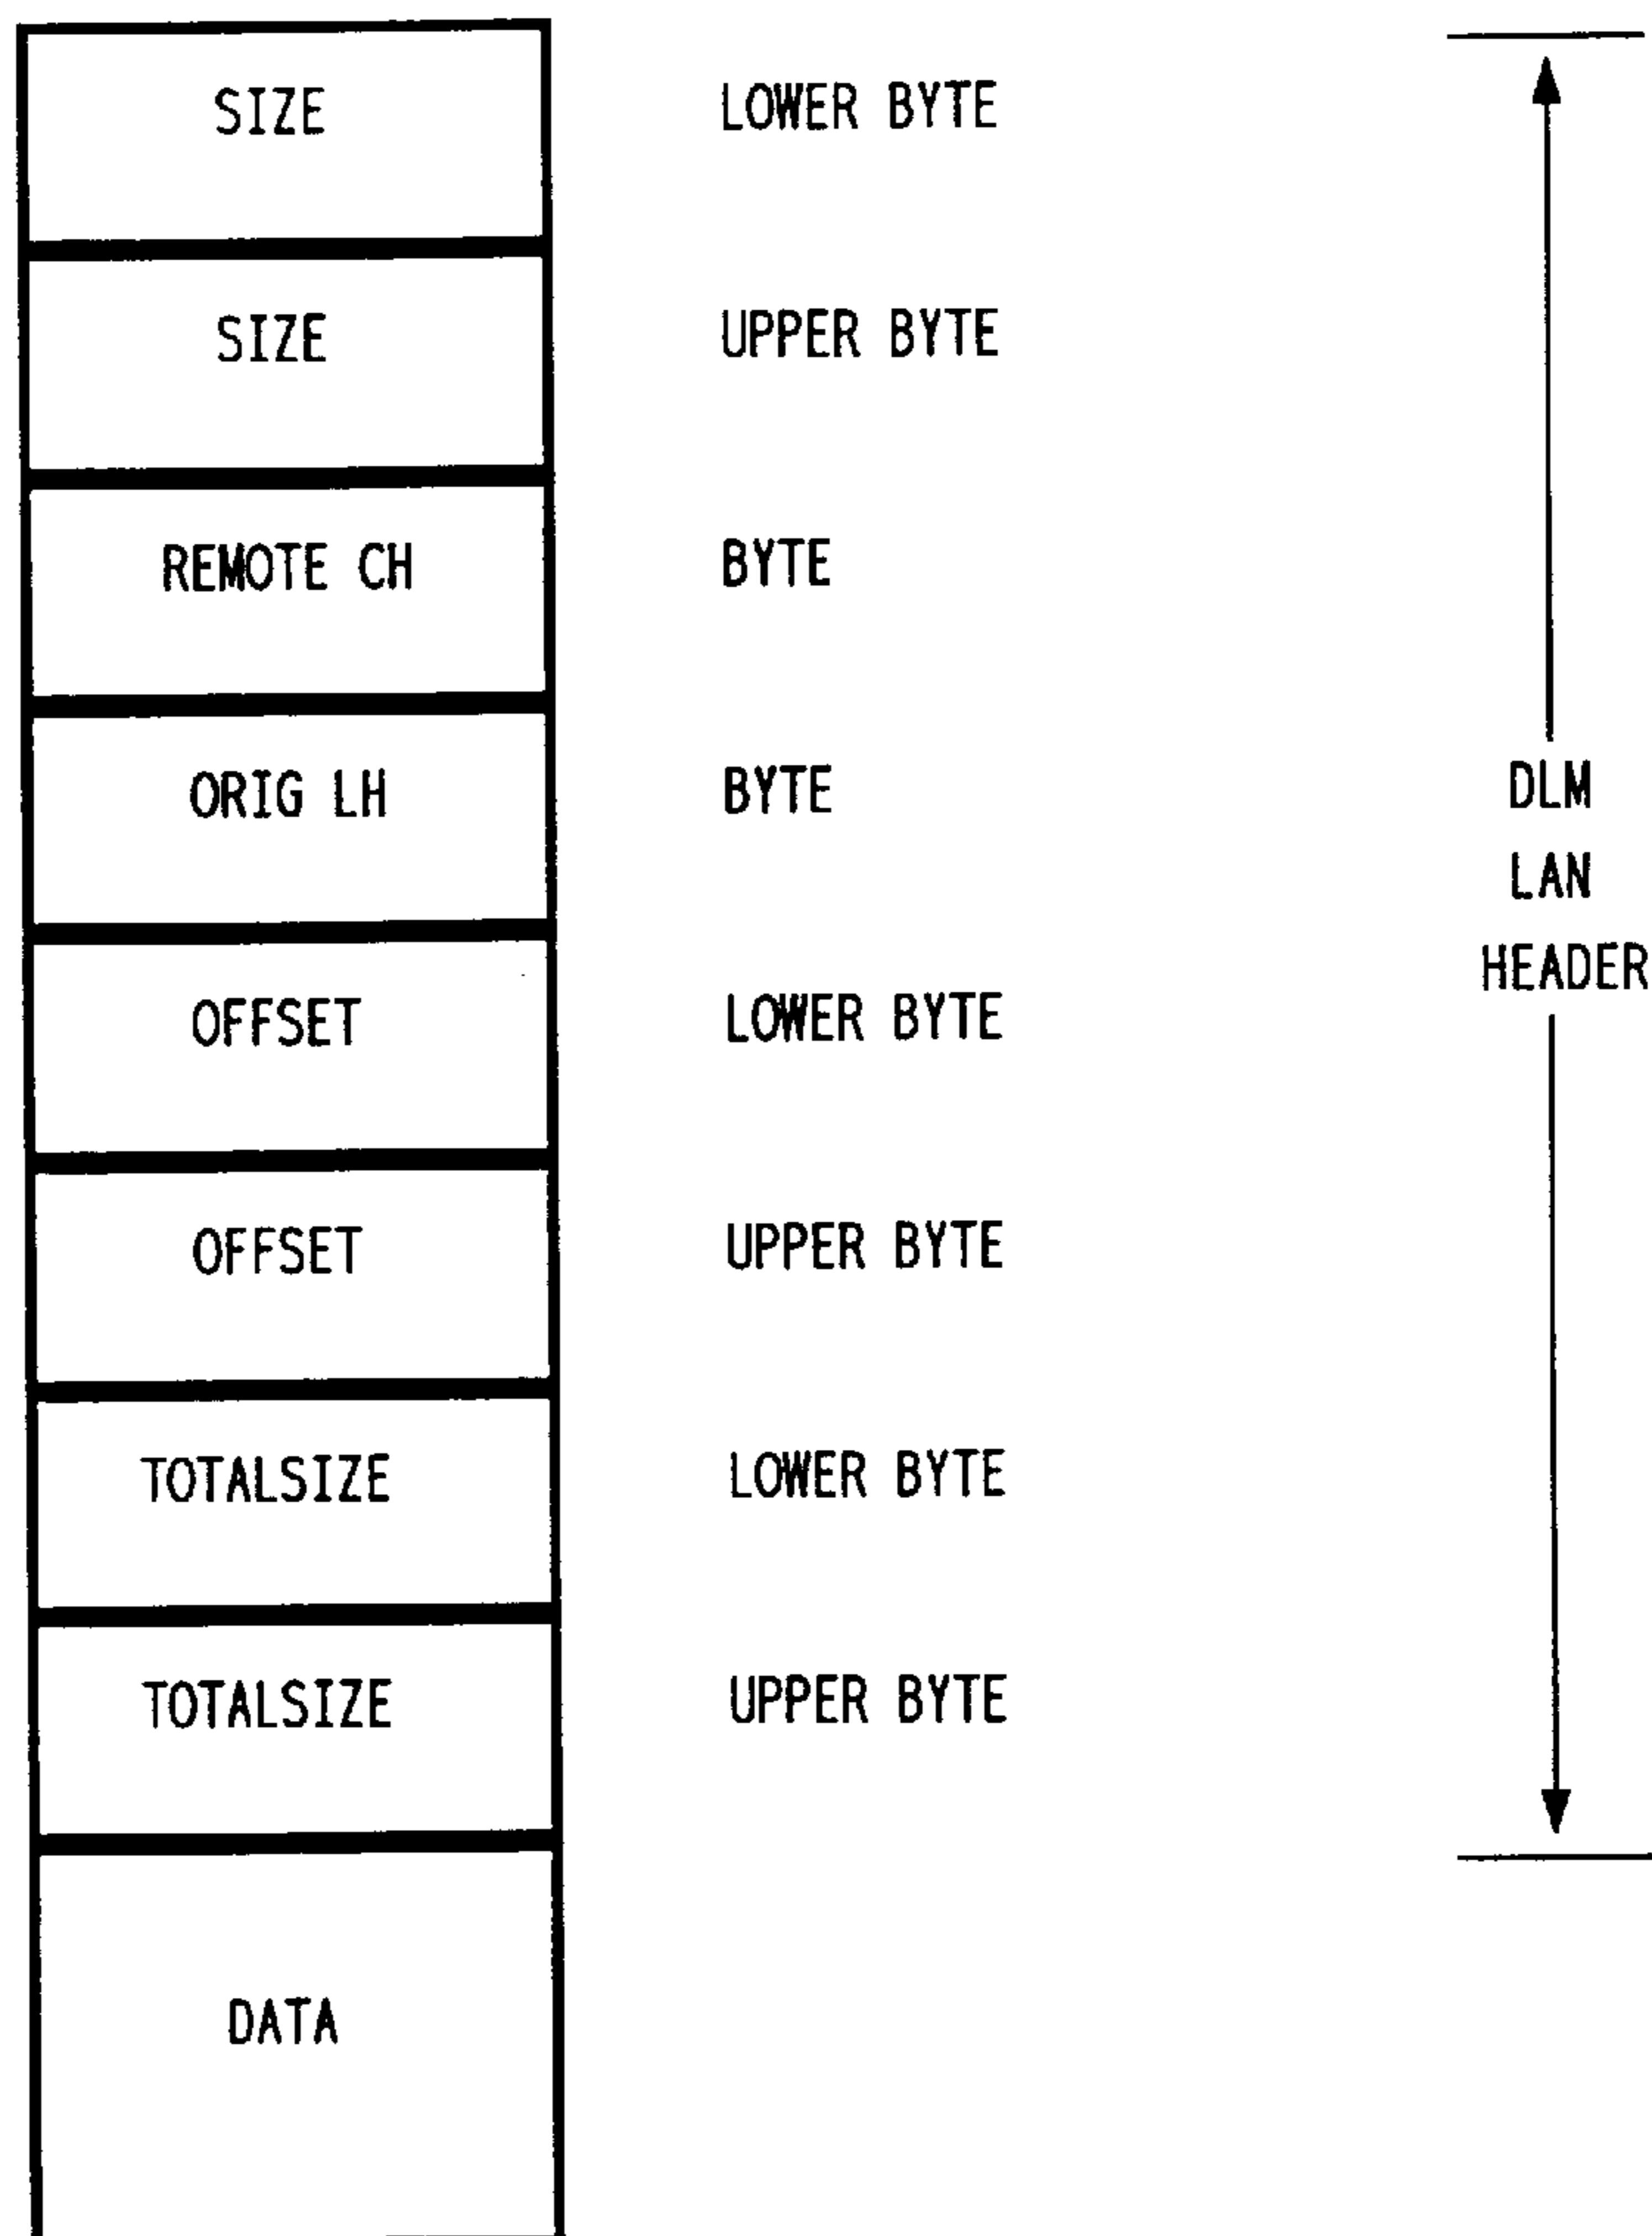 SIZE LOWER BYTE
SIZE UPPER BYTE
REMOTE CH BYTE
ORIG LH BYTE
DLM
LAN
HEADER
OFFSET LOWER BYTE
OFFSET UPPER BYTE
TOTALSIZE LOWER BYTE
TOTALSIZE UPPER BYTE
DATA